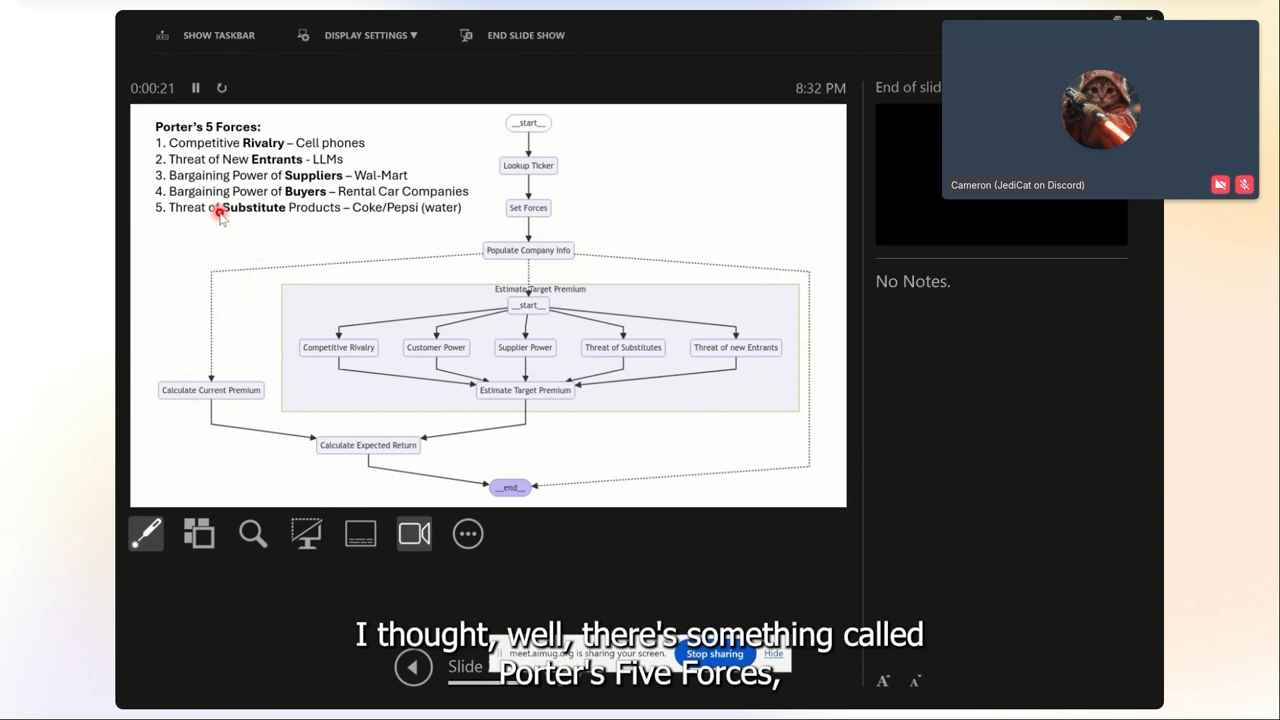 SHOW TASKBAR
DISPLAY SETTINGS ▼
END SLIDE SHOW
0:00:21
8:32 PM
End of slid
Cameron (JediCat on Discord)
No Notes.
Porter's 5 Forces:
1. Competitive Rivalry – Cell phones
2. Threat of New Entrants - LLMs
3. Bargaining Power of Suppliers – Wal-Mart
4. Bargaining Power of Buyers – Rental Car Companies
5. Threat of Substitute Products – Coke/Pepsi (water)
__start__
Lookup Ticker
Set Forces
Populate Company Info
Estimate Target Premium
__start__
Competitive Rivalry
Customer Power
Supplier Power
Threat of Substitutes
Threat of new Entrants
Calculate Current Premium
Estimate Target Premium
Calculate Expected Return
__end__
I thought, well, there's something called
meet.aimug.org is sharing your screen.
Stop sharing
Hide
Slide
Porter's Five Forces,
A
A